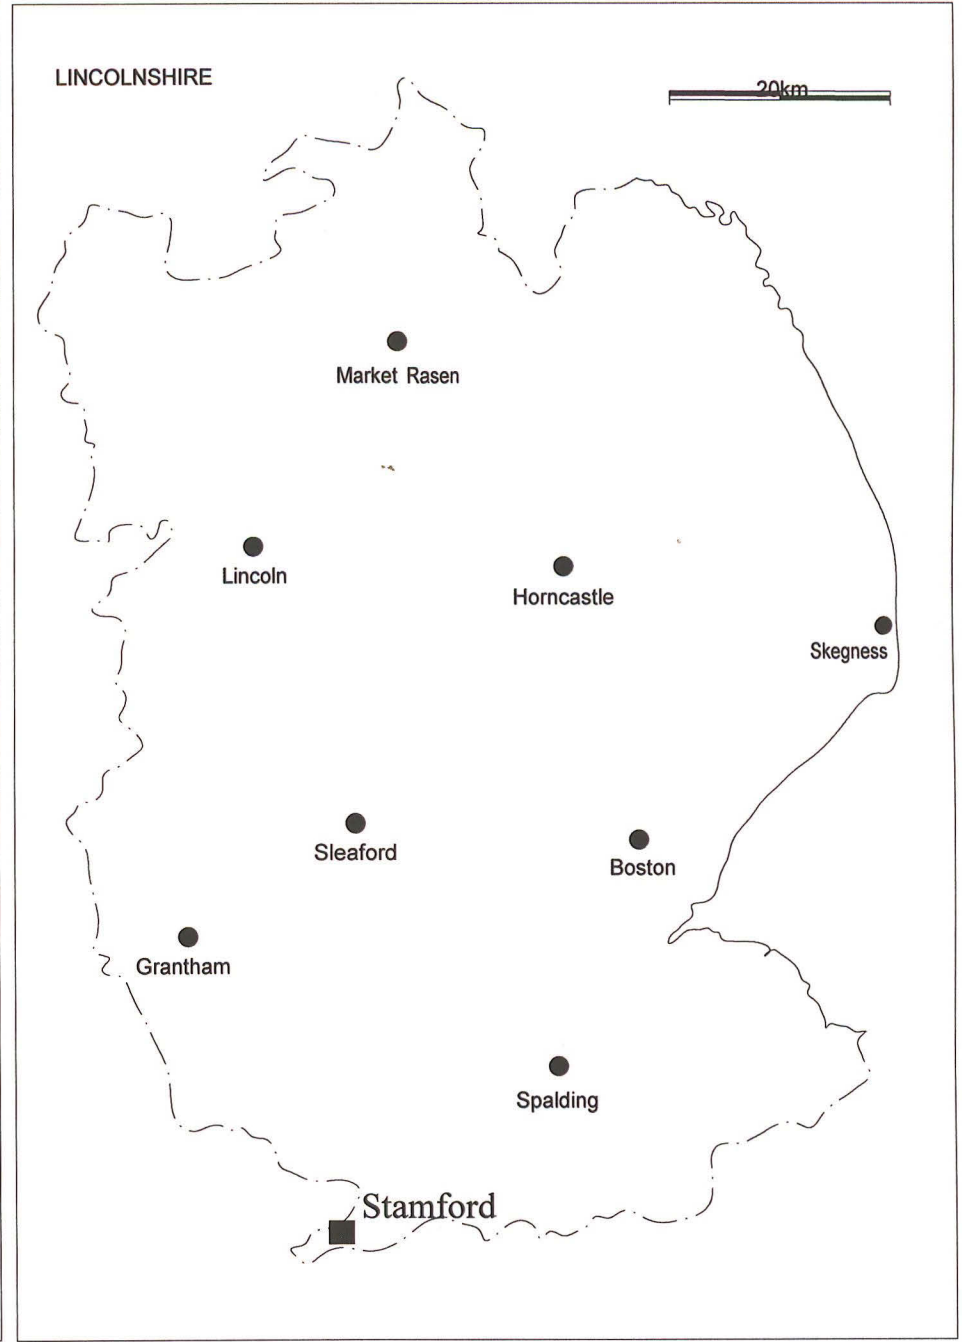 LINCOLNSHIRE
20km
Market Rasen
Lincoln
Horncastle
Skegness
Sleaford
Boston
Grantham
Spalding
Stamford